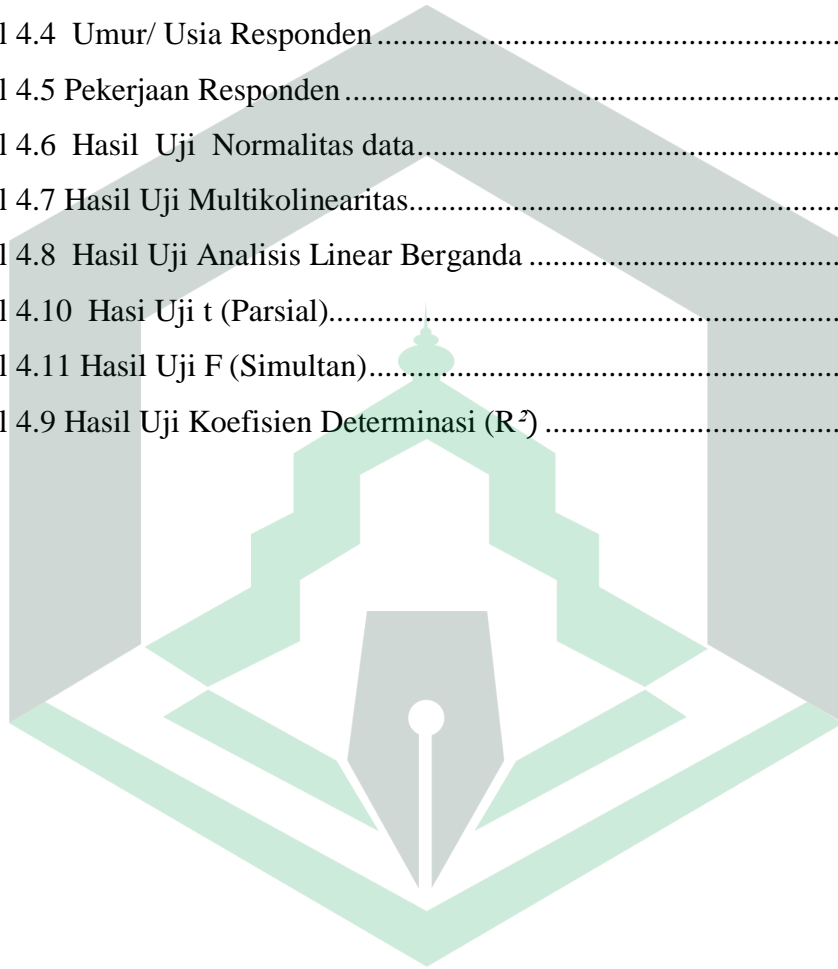 l 4.4 Umur/ Usia Responden
l 4.5 Pekerjaan Responden
l 4.6 Hasil Uji Normalitas data
l 4.7 Hasil Uji Multikolinearitas
l 4.8 Hasil Uji Analisis Linear Berganda
l 4.10 Hasi Uji t (Parsial)
l 4.11 Hasil Uji F (Simultan)
l 4.9 Hasil Uji Koefisien Determinasi (R²)